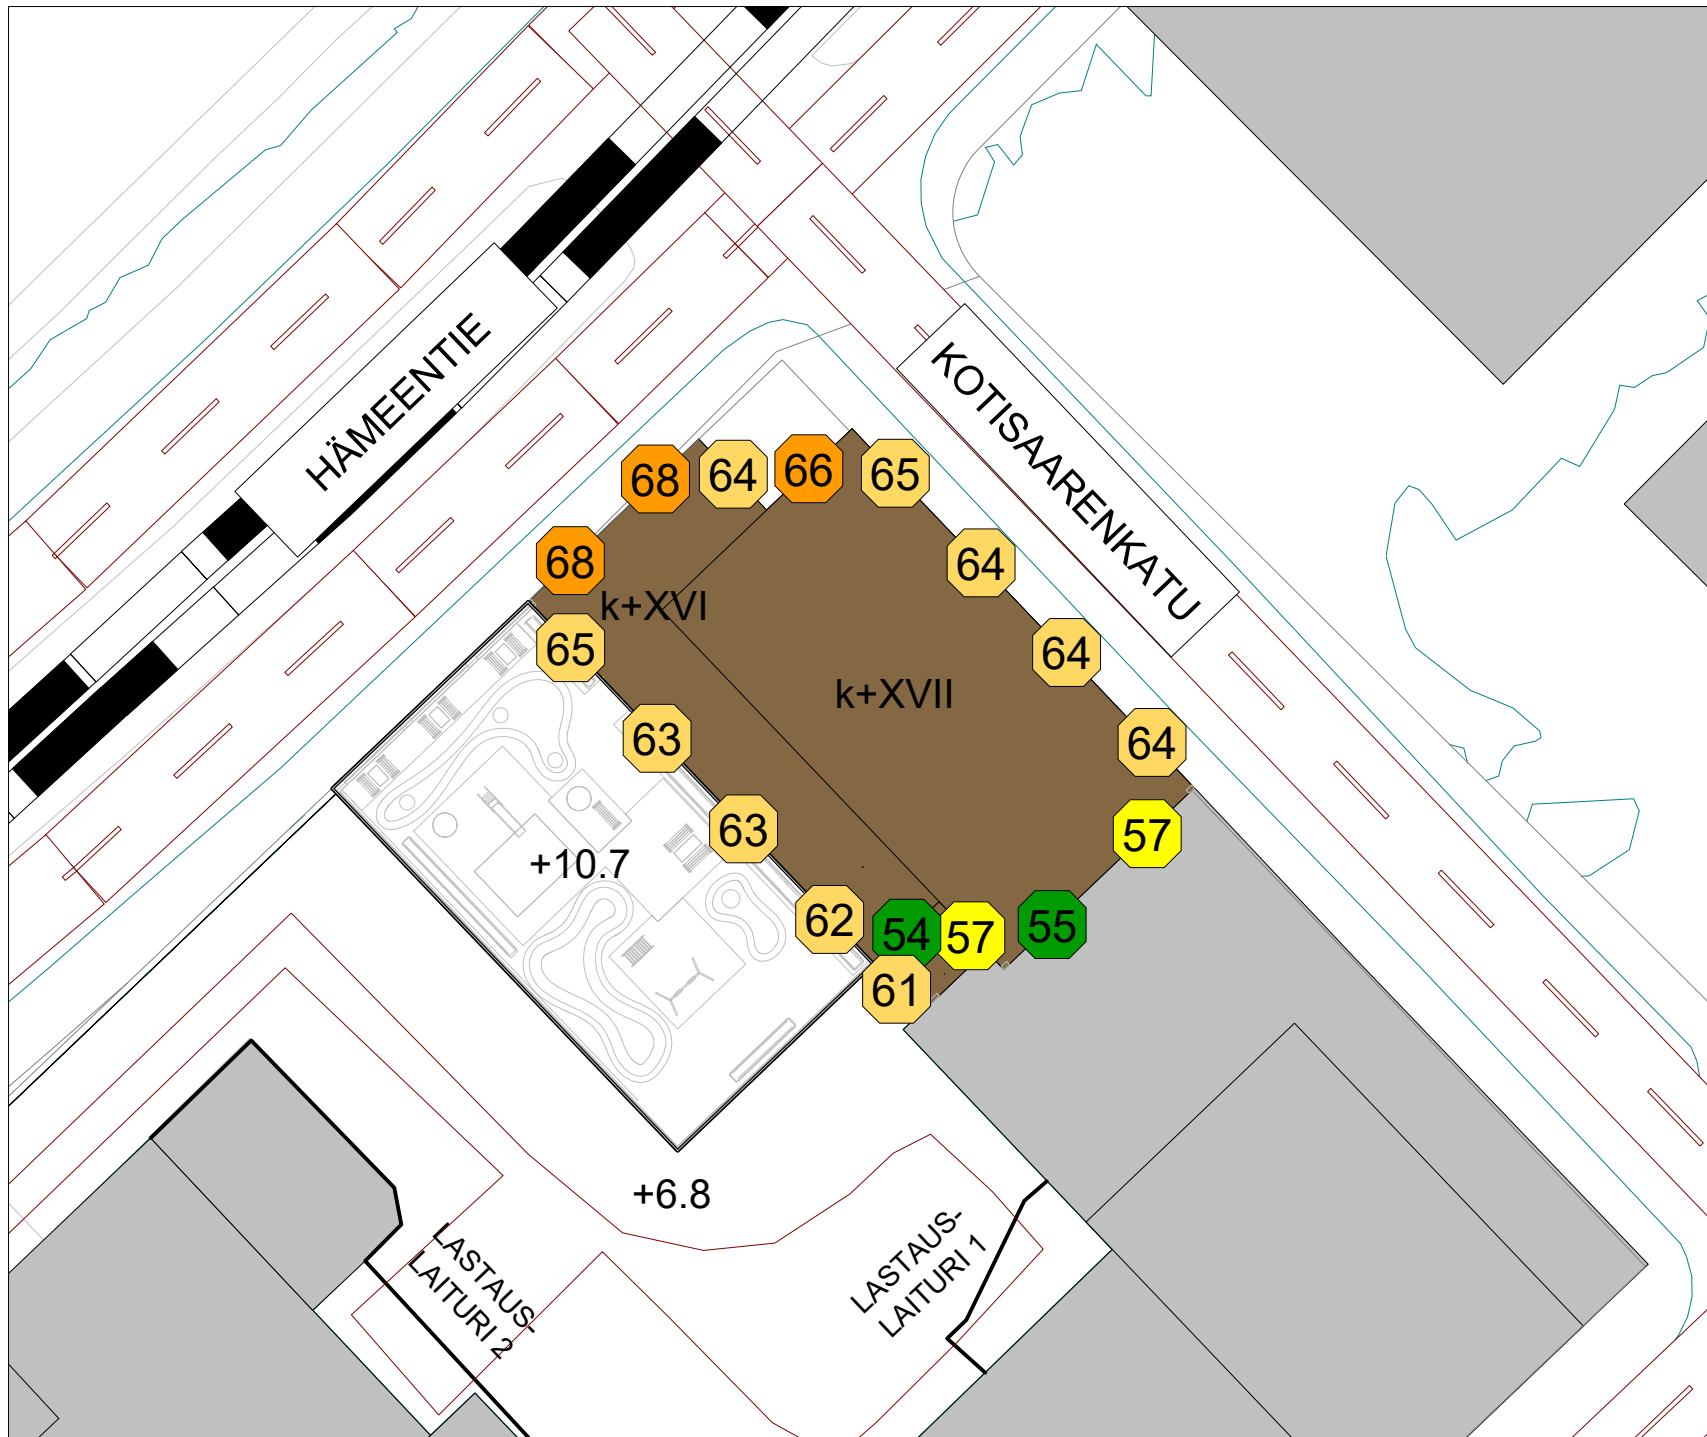 HÄMEENTIE
KOTISAARENKATU
68
64
66
65
68
64
k+XVI
65
64
k+XVII
63
64
63
57
+10.7
62
54
57
55
61
+6.8
LASTAUS-
LAITURI 1
LASTAUS-
LAITURI 2